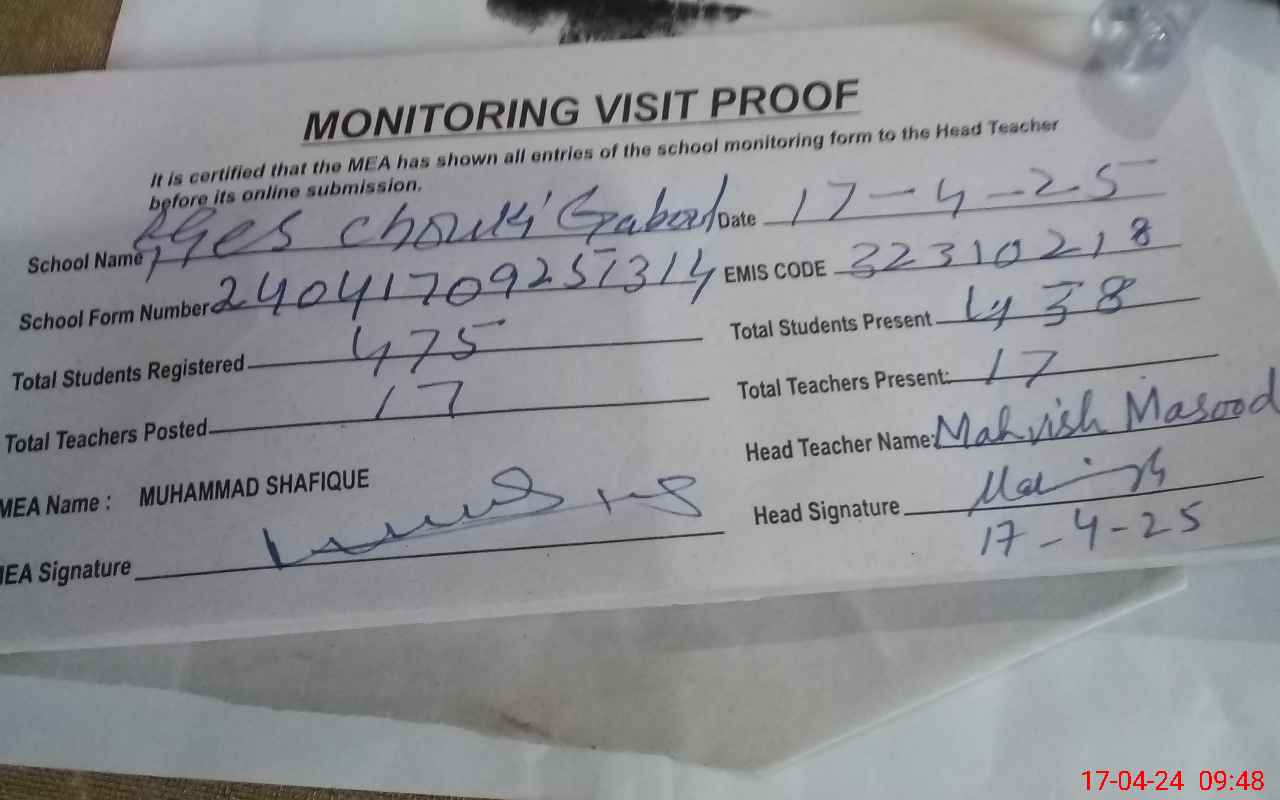 MONITORING VISIT PROOF
It is certified that the MEA has shown all entries of the school monitoring form to the Head Teacher
before its online submission.
School Name GGES Chowki Gabool Date 17-4-25
School Form Number 24041709251314 EMIS CODE 32310218
Total Students Registered 475 Total Students Present 438
Total Teachers Posted 17 Total Teachers Present: 17
MEA Name : MUHAMMAD SHAFIQUE Head Teacher Name: Mahvish Masood
MEA Signature Head Signature
17-4-25
17-04-24 09:48